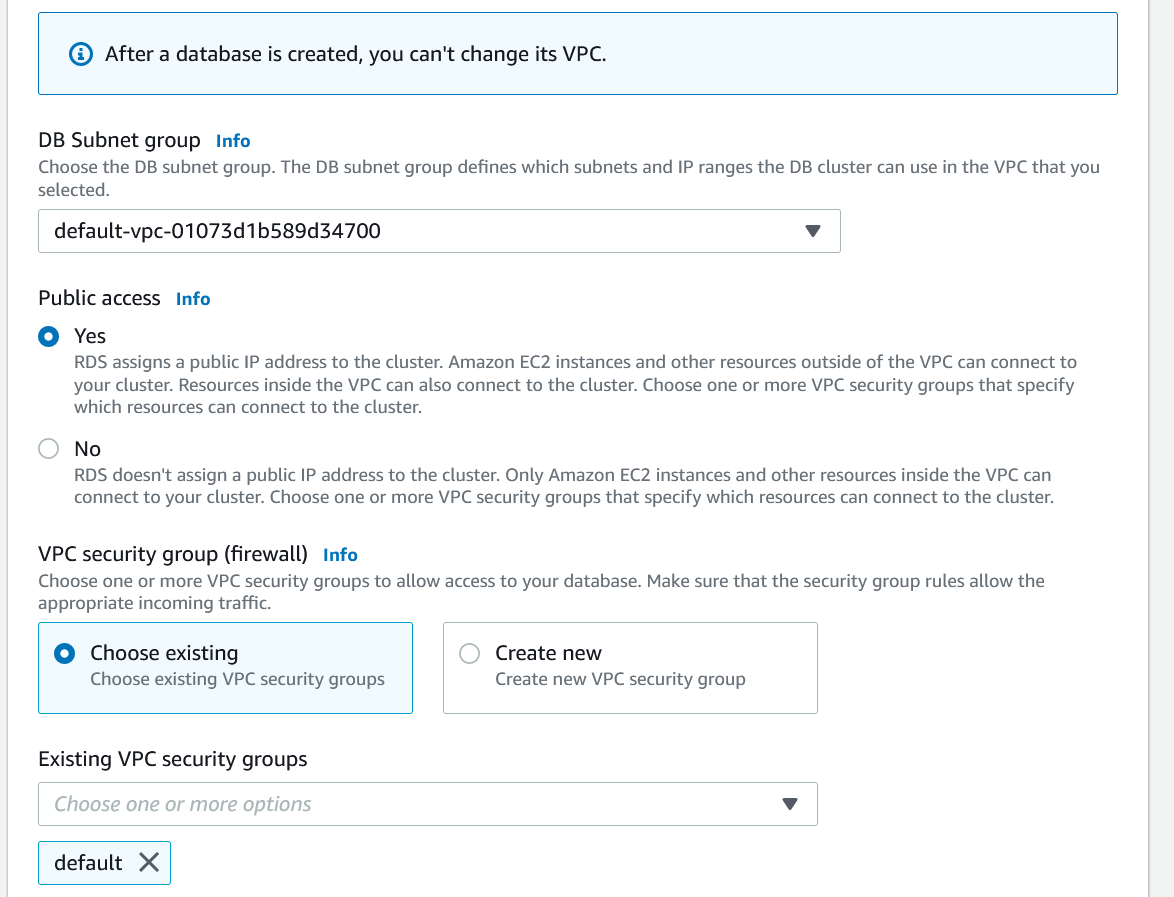 After a database is created, you can't change its VPC.
DB Subnet group Info
Choose the DB subnet group. The DB subnet group defines which subnets and IP ranges the DB cluster can use in the VPC that you
selected.
default-vpc-01073d1b589d34700
Public access Info
Yes
RDS assigns a public IP address to the cluster. Amazon EC2 instances and other resources outside of the VPC can connect to
your cluster. Resources inside the VPC can also connect to the cluster. Choose one or more VPC security groups that specify
which resources can connect to the cluster.
No
RDS doesn't assign a public IP address to the cluster. Only Amazon EC2 instances and other resources inside the VPC can
connect to your cluster. Choose one or more VPC security groups that specify which resources can connect to the cluster.
VPC security group (firewall) Info
Choose one or more VPC security groups to allow access to your database. Make sure that the security group rules allow the
appropriate incoming traffic.
Choose existing
Choose existing VPC security groups
Create new
Create new VPC security group
Existing VPC security groups
Choose one or more options
default